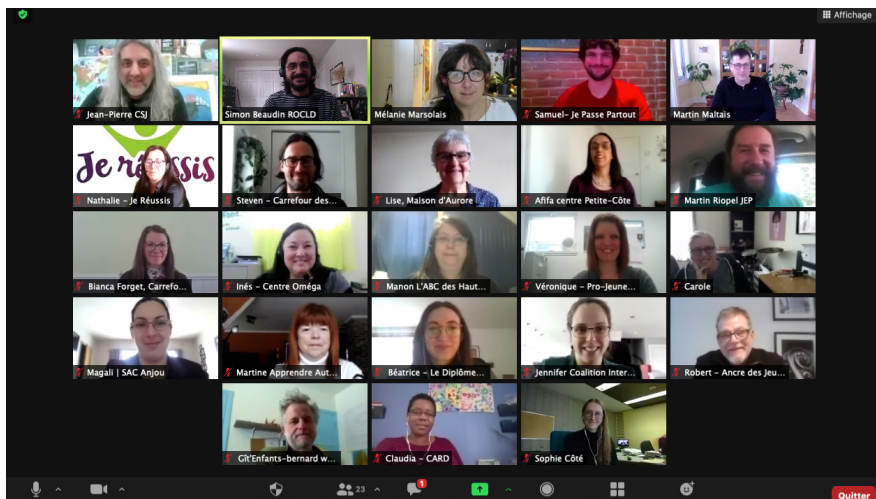 Affichage
Jean-Pierre CSJ
Simon Beaudin ROCLD
Mélanie Marsolais
Samuel- Je Passe Partout
Martin Maltais
Je réussis
Nathalie – Je Réussis
Steven – Carrefour des...
Lise, Maison d'Aurore
Afifa centre Petite-Côte
Martin Riopel JEP
Bianca Forget, Carrefo...
Inés – Centre Oméga
Manon L'ABC des Haut...
Véronique – Pro-Jeune...
Carole
Magali | SAC Anjou
Martine Apprendre Aut...
Béatrice – Le Diplôme...
Jennifer Coalition Inter...
Robert – Ancre des Jeu...
Gît'Enfants-bernard w...
Claudia – CARD
Sophie Côté
23
1
Quitter